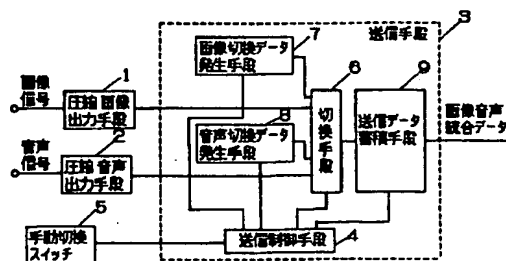 3
送信手段
7
画像切換データ
発生手段
6
9
画像
信号
1
圧縮画像
出力手段
切換手段
送信データ
蓄積手段
画像音声
統合データ
8
音声切換データ
発生手段
音声
信号
2
圧縮音声
出力手段
5
手動切換
スイッチ
送信制御手段
4